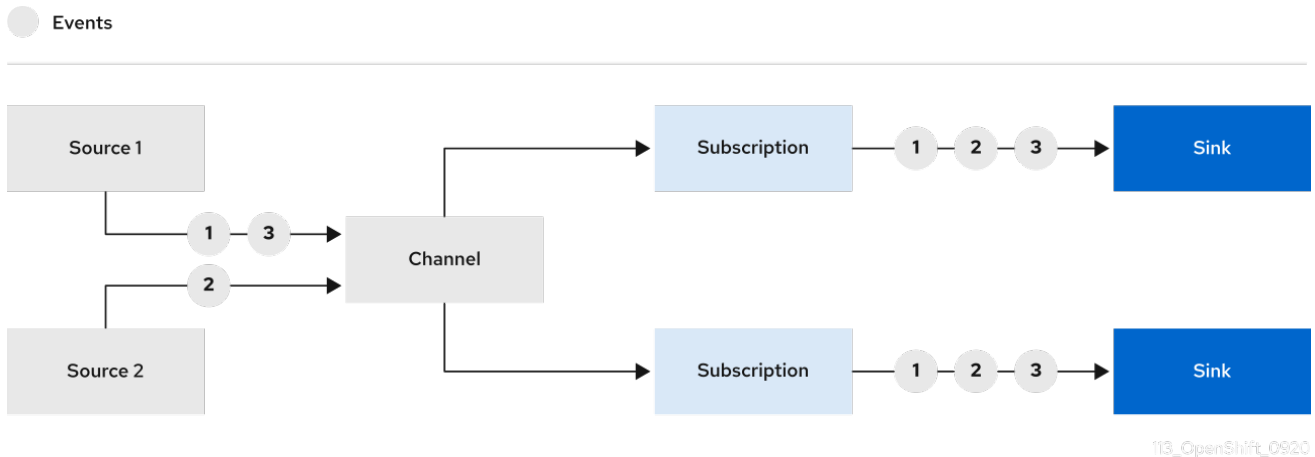 Events
Source 1
Subscription
1
2
3
Sink
1
3
Channel
2
Source 2
Subscription
1
2
3
Sink
113_OpenShift_0920